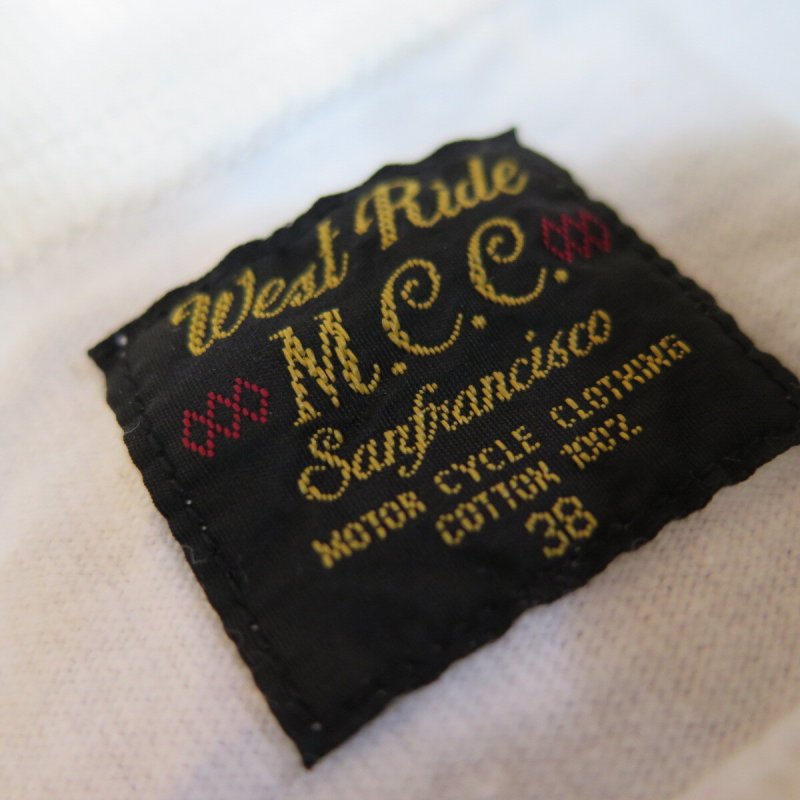 West Ride
M.C.C.
Sanfrancisco
MOTOR CYCLE CLOTHING
COTTON 100%
38